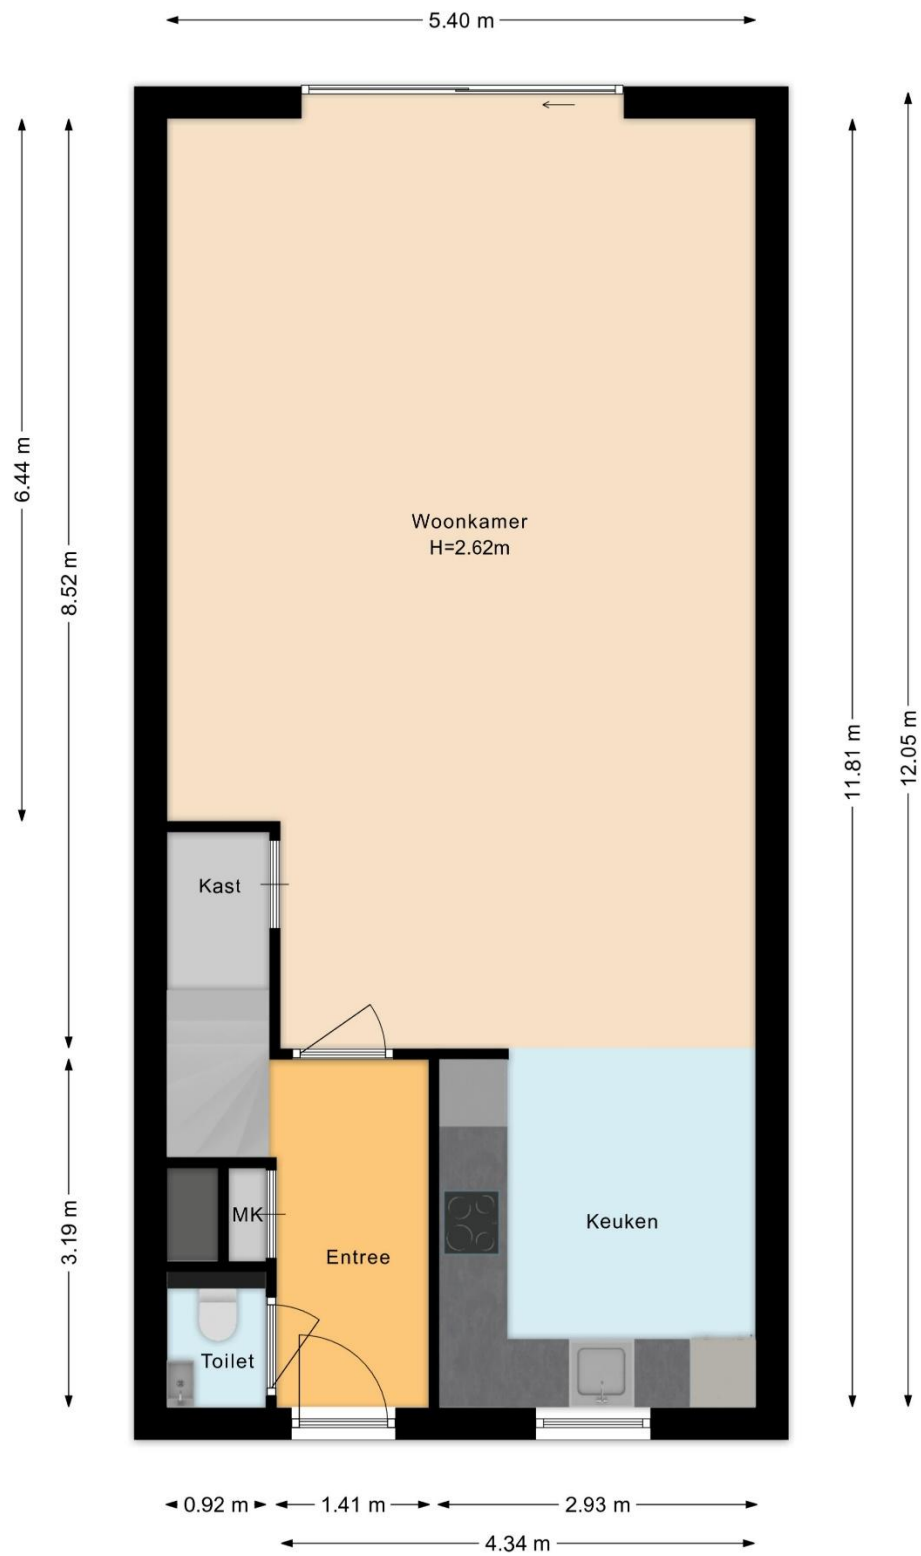 5.40 m
6.44 m
8.52 m
11.81 m
12.05 m
Woonkamer
H=2.62m
Kast
3.19 m
MK
Keuken
Entree
Toilet
0.92 m
1.41 m
2.93 m
4.34 m